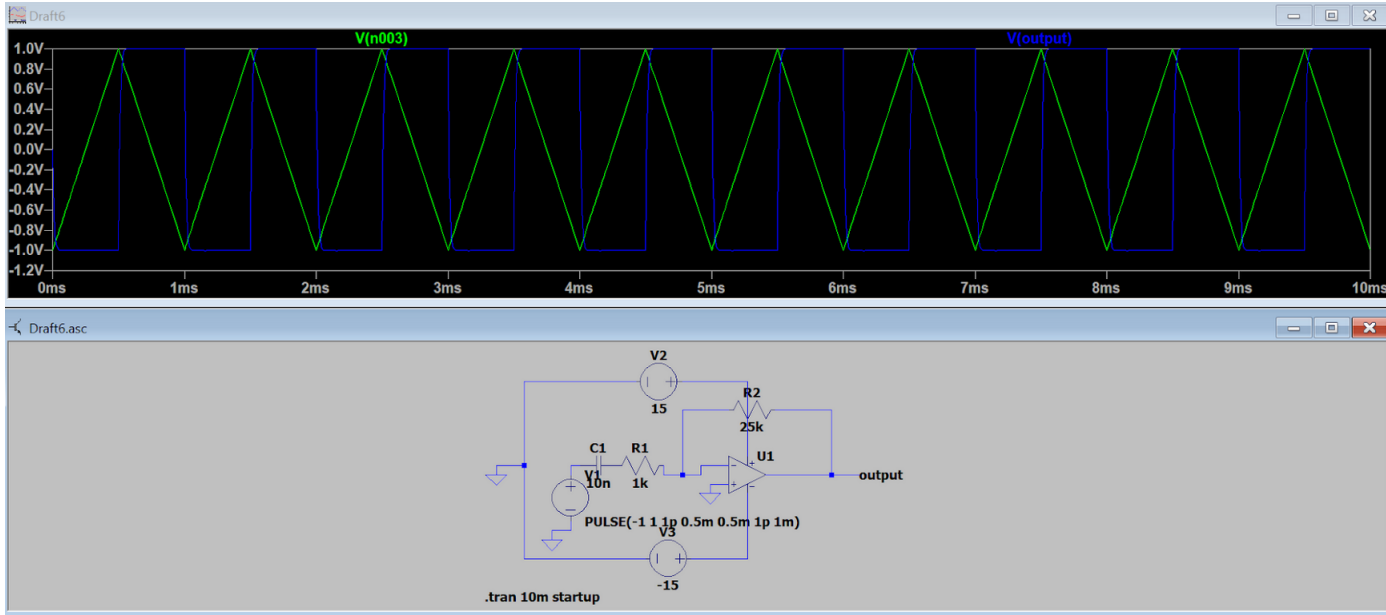 Draft6
V(n003) V(output)
1.0V
0.8V
0.6V
0.4V
0.2V
0.0V
-0.2V
-0.4V
-0.6V
-0.8V
-1.0V
-1.2V
0ms 1ms 2ms 3ms 4ms 5ms 6ms 7ms 8ms 9ms 10ms
Draft6.asc
V2
15
R2
25k
C1 R1 U1
V1
10n 1k
output
PULSE(-1 1 1p 0.5m 0.5m 1p 1m)
V3
-15
.tran 10m startup